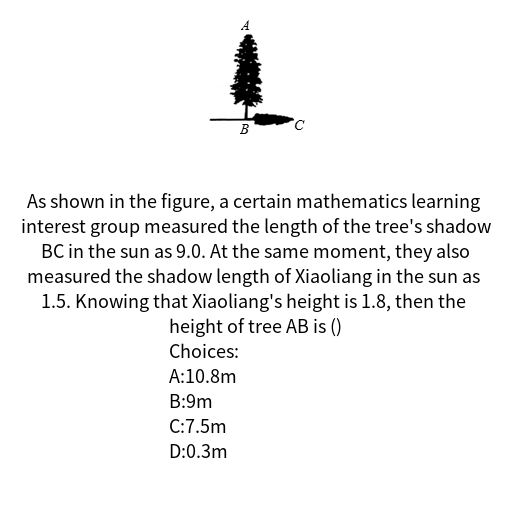 A
B
C
As shown in the figure, a certain mathematics learning
interest group measured the length of the tree's shadow
BC in the sun as 9.0. At the same moment, they also
measured the shadow length of Xiaoliang in the sun as
1.5. Knowing that Xiaoliang's height is 1.8, then the
height of tree AB is ()
Choices:
A:10.8m
B:9m
C:7.5m
D:0.3m